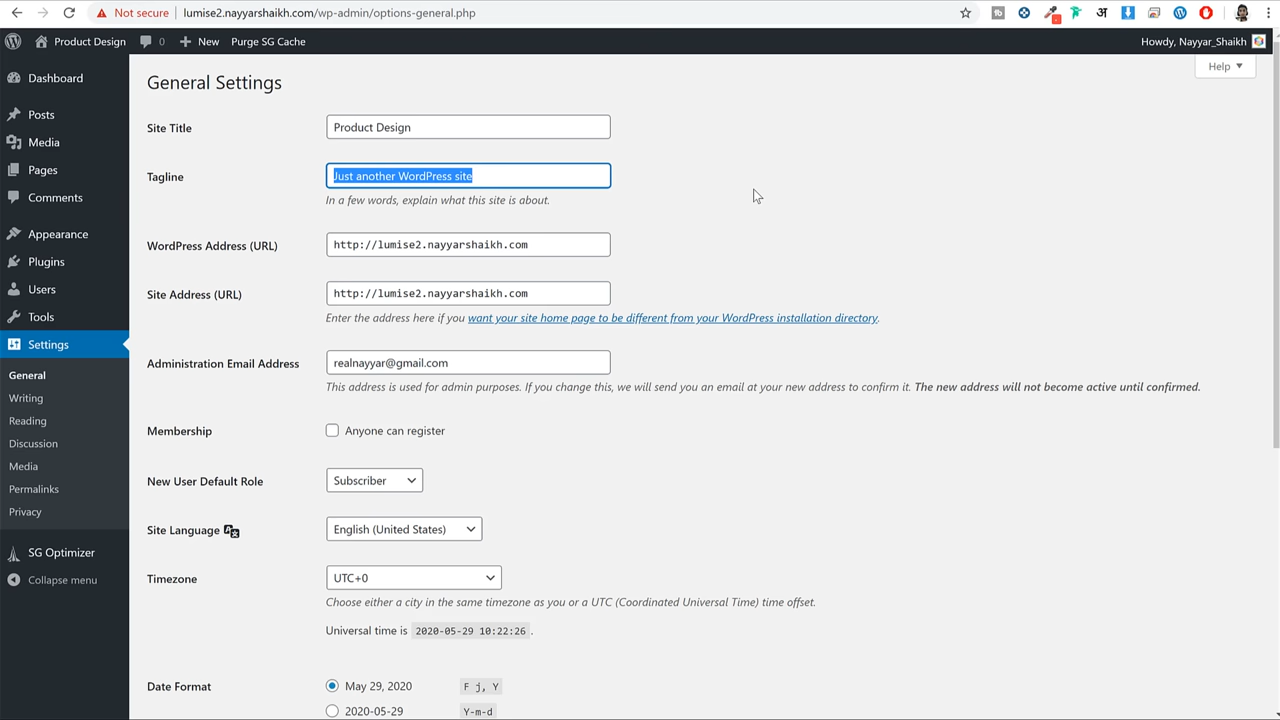 Not secure lumise2.nayyarshaikh.com/wp-admin/options-general.php
Product Design 0 New Purge SG Cache Howdy, Nayyar_Shaikh
Help
Dashboard
Posts
Media
Pages
Comments
Appearance
Plugins
Users
Tools
Settings
General
Writing
Reading
Discussion
Media
Permalinks
Privacy
SG Optimizer
Collapse menu
General Settings
Site Title Product Design
Tagline Just another WordPress site
In a few words, explain what this site is about.
WordPress Address (URL) http://lumise2.nayyarshaikh.com
Site Address (URL) http://lumise2.nayyarshaikh.com
Enter the address here if you want your site home page to be different from your WordPress installation directory.
Administration Email Address realnayyar@gmail.com
This address is used for admin purposes. If you change this, we will send you an email at your new address to confirm it. The new address will not become active until confirmed.
Membership Anyone can register
New User Default Role Subscriber
Site Language English (United States)
Timezone UTC+0
Choose either a city in the same timezone as you or a UTC (Coordinated Universal Time) time offset.
Universal time is 2020-05-29 10:22:26 .
Date Format May 29, 2020 F j, Y
2020-05-29 Y-m-d